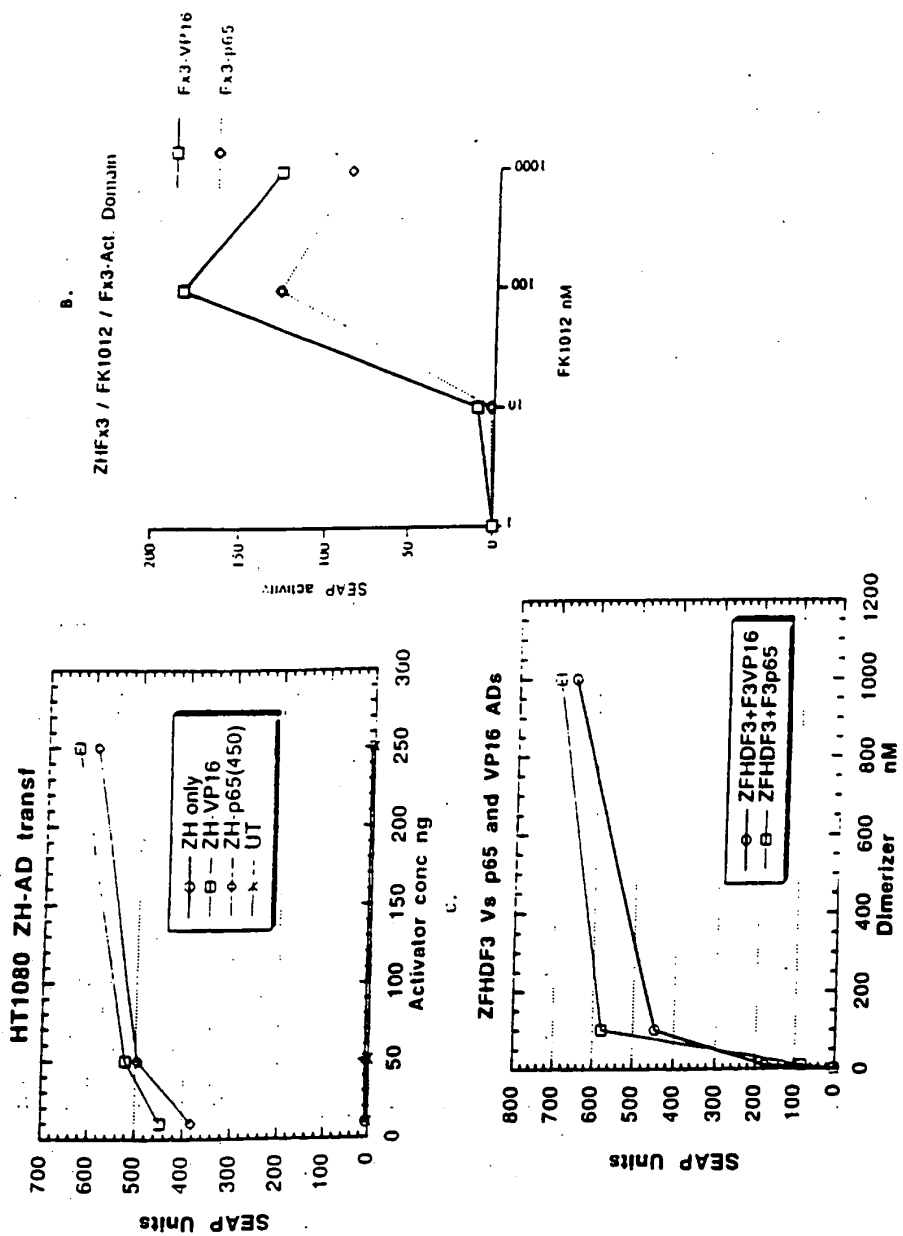 HT1080 ZH-AD transf
SEAP Units
700
600
500
400
300
200
100
0
ZH only
ZH-VP16
ZH-p65(450)
UT
0
50
100
150
200
250
300
Activator conc ng
B.
ZHFx3 / FK1012 / Fx3-Act. Domain
SEAP activity
200
150
100
50
0
1
10
100
1000
FK1012 nM
Fx3-VP16
Fx3-p65
C.
ZFHDF3 Vs p65 and VP16 ADs
SEAP Units
800
700
600
500
400
300
200
100
0
ZFHDF3+F3VP16
ZFHDF3+F3p65
0
200
400
600
800
1000
1200
Dimerizer nM